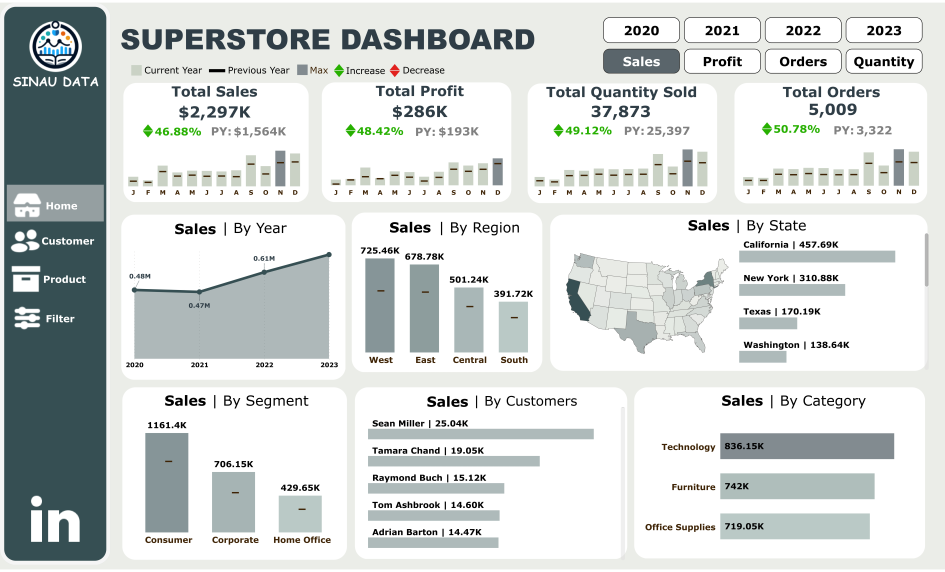 SINAU DATA
Home
Customer
Product
Filter
in
SUPERSTORE DASHBOARD
2020 2021 2022 2023
Sales Profit Orders Quantity
Current Year Previous Year Max Increase Decrease
Total Sales
$2,297K
46.88% PY: $1,564K
J F M A M J J A S O N D
Total Profit
$286K
48.42% PY: $193K
J F M A M J J A S O N D
Total Quantity Sold
37,873
49.12% PY: 25,397
J F M A M J J A S O N D
Total Orders
5,009
50.78% PY: 3,322
J F M A M J J A S O N D
Sales | By Year
0.48M
0.47M
0.61M
2020 2021 2022 2023
Sales | By Region
725.46K 678.78K 501.24K 391.72K
West East Central South
Sales | By State
California | 457.69K
New York | 310.88K
Texas | 170.19K
Washington | 138.64K
Sales | By Segment
1161.4K 706.15K 429.65K
Consumer Corporate Home Office
Sales | By Customers
Sean Miller | 25.04K
Tamara Chand | 19.05K
Raymond Buch | 15.12K
Tom Ashbrook | 14.60K
Adrian Barton | 14.47K
Sales | By Category
Technology 836.15K
Furniture 742K
Office Supplies 719.05K